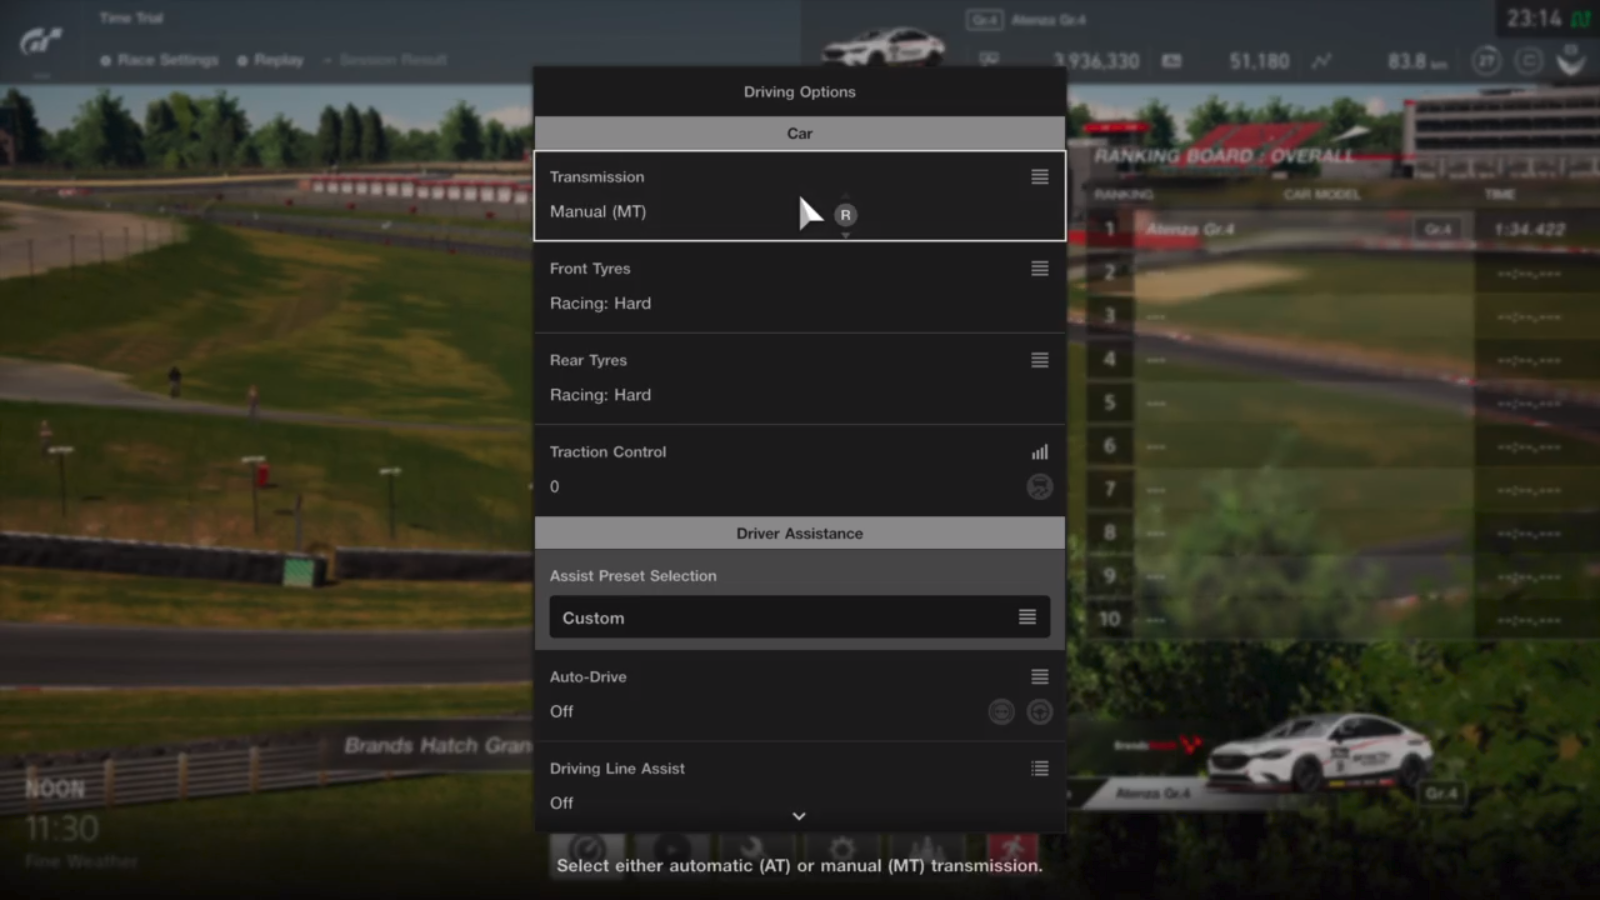 Time Trial
Gr.4 Atenza Gr.4
23:14
Race Settings Replay Session Result
3,936,330 51,180 83.8 km 27
Driving Options
Car
Transmission
Manual (MT)
R
Front Tyres
Racing: Hard
Rear Tyres
Racing: Hard
Traction Control
0
Driver Assistance
Assist Preset Selection
Custom
Auto-Drive
Off
Driving Line Assist
Off
Select either automatic (AT) or manual (MT) transmission.
RANKING BOARD : OVERALL
RANKING CAR MODEL TIME
1 Atenza Gr.4 Gr.4 1:34.422
2 --- --:--.---
3 --- --:--.---
4 --- --:--.---
5 --- --:--.---
6 --- --:--.---
7 --- --:--.---
8 --- --:--.---
9 --- --:--.---
10 --- --:--.---
Brands Hatch Gran
NOON
11:30
Fine Weather
Atenza Gr.4 Gr.4